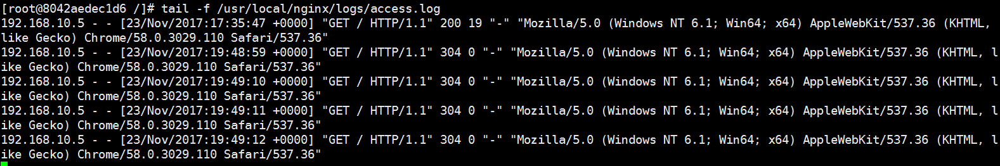 [root@8042aedec1d6 /]# tail -f /usr/local/nginx/logs/access.log
192.168.10.5 - - [23/Nov/2017:17:35:47 +0000] "GET / HTTP/1.1" 200 19 "-" "Mozilla/5.0 (Windows NT 6.1; Win64; x64) AppleWebKit/537.36 (KHTML,
like Gecko) Chrome/58.0.3029.110 Safari/537.36"
192.168.10.5 - - [23/Nov/2017:19:48:59 +0000] "GET / HTTP/1.1" 304 0 "-" "Mozilla/5.0 (Windows NT 6.1; Win64; x64) AppleWebKit/537.36 (KHTML, l
ike Gecko) Chrome/58.0.3029.110 Safari/537.36"
192.168.10.5 - - [23/Nov/2017:19:49:10 +0000] "GET / HTTP/1.1" 304 0 "-" "Mozilla/5.0 (Windows NT 6.1; Win64; x64) AppleWebKit/537.36 (KHTML, l
ike Gecko) Chrome/58.0.3029.110 Safari/537.36"
192.168.10.5 - - [23/Nov/2017:19:49:11 +0000] "GET / HTTP/1.1" 304 0 "-" "Mozilla/5.0 (Windows NT 6.1; Win64; x64) AppleWebKit/537.36 (KHTML, l
ike Gecko) Chrome/58.0.3029.110 Safari/537.36"
192.168.10.5 - - [23/Nov/2017:19:49:12 +0000] "GET / HTTP/1.1" 304 0 "-" "Mozilla/5.0 (Windows NT 6.1; Win64; x64) AppleWebKit/537.36 (KHTML, l
ike Gecko) Chrome/58.0.3029.110 Safari/537.36"